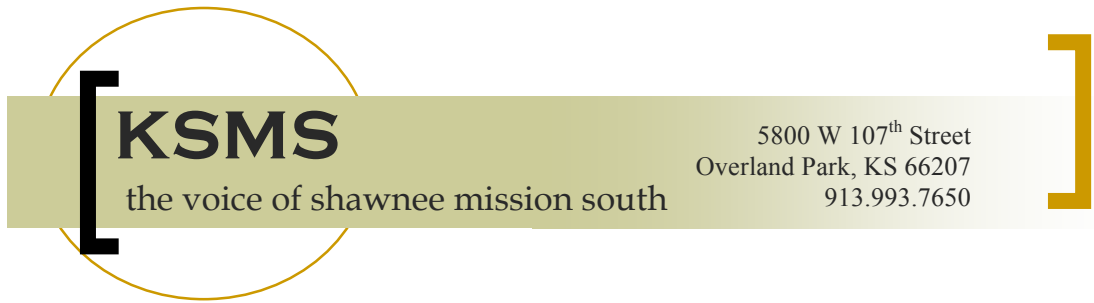 KSMS
the voice of shawnee mission south
5800 W 107th Street
Overland Park, KS 66207
913.993.7650